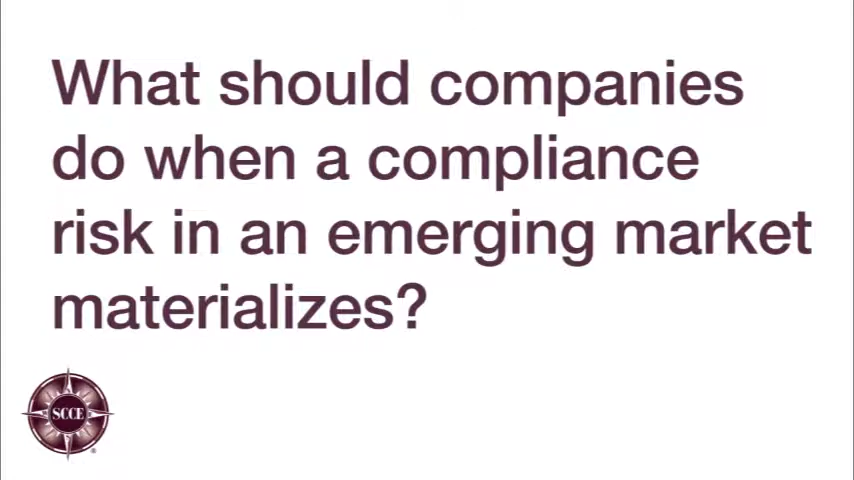 What should companies
do when a compliance
risk in an emerging market
materializes?
SCCE
®